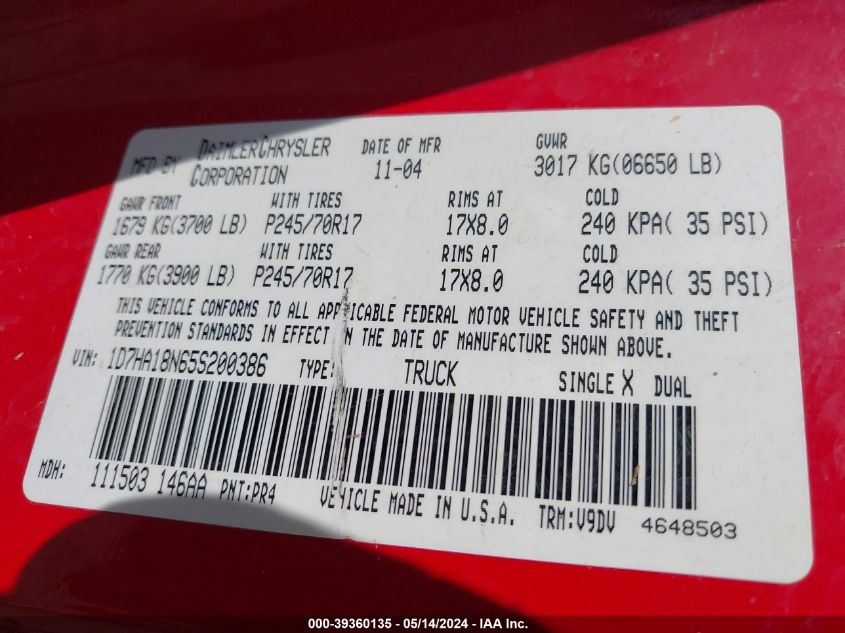 MFD BY DAIMLERCHRYSLER CORPORATION DATE OF MFR 11-04 GVWR 3017 KG(06650 LB)
GAWR FRONT WITH TIRES RIMS AT COLD
1679 KG(3700 LB) P245/70R17 17X8.0 240 KPA( 35 PSI)
GAWR REAR WITH TIRES RIMS AT COLD
1770 KG(3900 LB) P245/70R17 17X8.0 240 KPA( 35 PSI)
THIS VEHICLE CONFORMS TO ALL APPLICABLE FEDERAL MOTOR VEHICLE SAFETY AND THEFT
PREVENTION STANDARDS IN EFFECT IN THE DATE OF MANUFACTURE SHOWN ABOVE.
VIN: 1D7HA18N65S200386 TYPE: TRUCK SINGLE X DUAL
MDH: 111503 146AA PNT:PR4 VEHICLE MADE IN U.S.A. TRM:V9DV 4648503
000-39360135 - 05/14/2024 - IAA Inc.